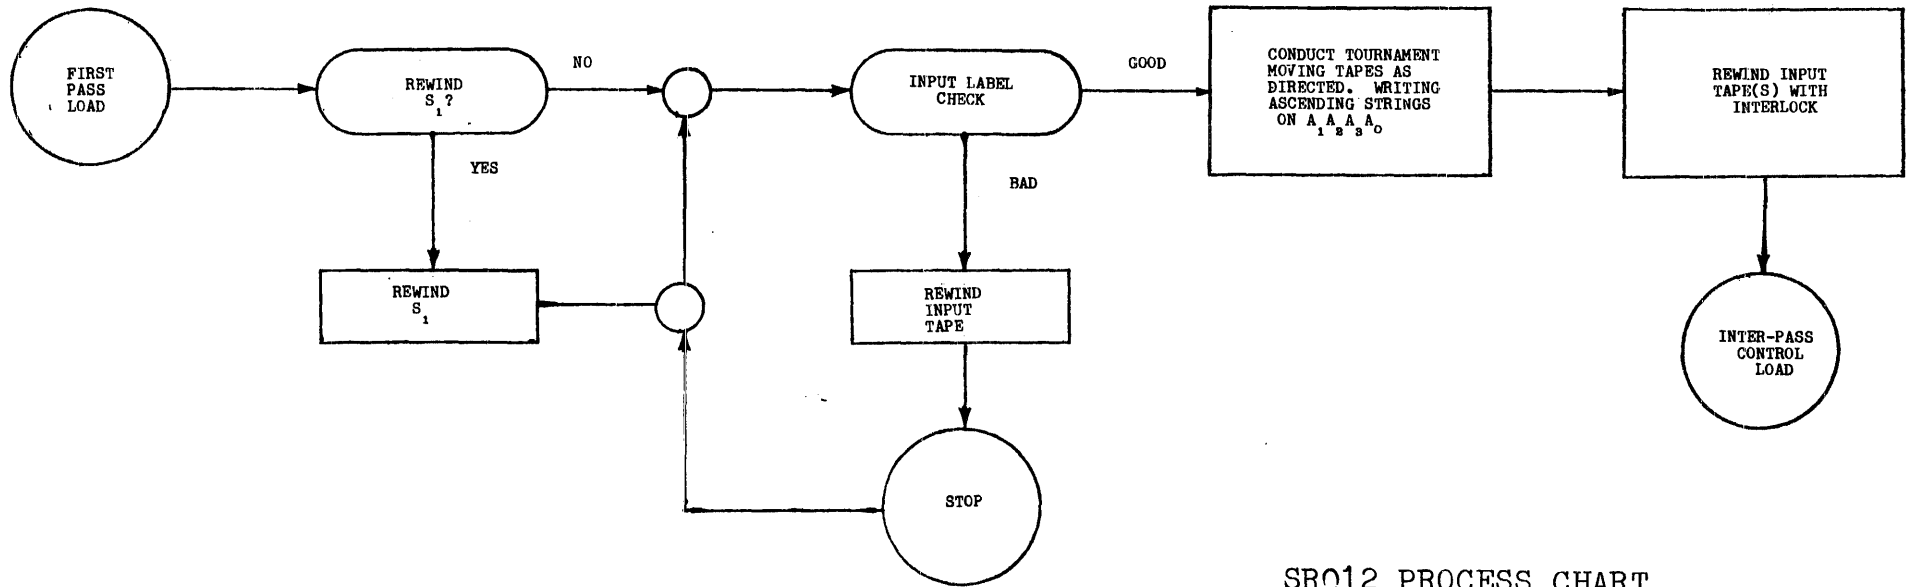 FIRST
PASS
LOAD
REWIND
S₁?
NO
YES
REWIND
S₁
INPUT LABEL
CHECK
GOOD
BAD
REWIND
INPUT
TAPE
STOP
CONDUCT TOURNAMENT
MOVING TAPES AS
DIRECTED. WRITING
ASCENDING STRINGS
ON A₁A₂A₃A₀
REWIND INPUT
TAPE(S) WITH
INTERLOCK
INTER-PASS
CONTROL
LOAD
SR012 PROCESS CHART